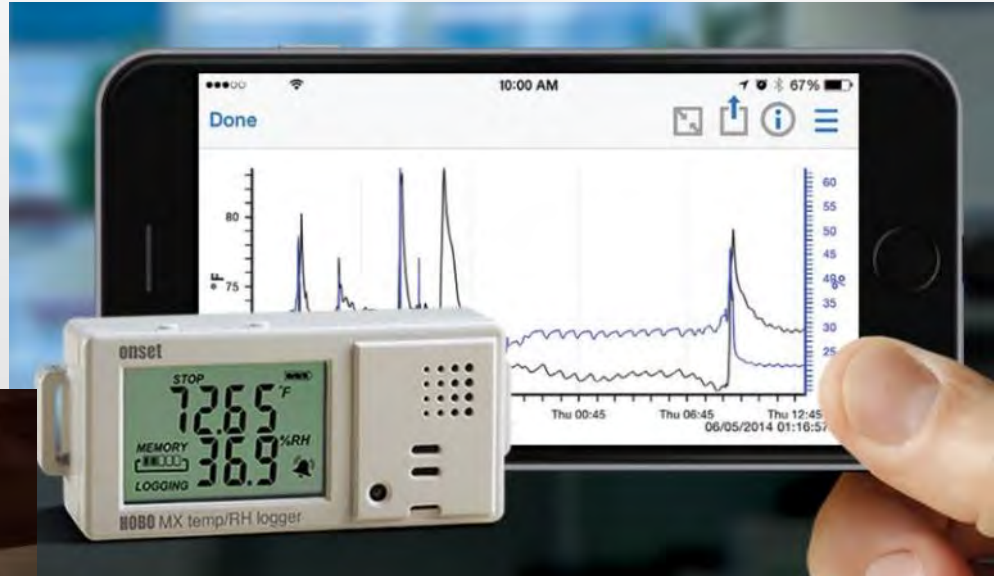 10:00 AM
67%
Done
80
°F
75
60
55
50
45
40
%
35
30
25
Thu 00:45
Thu 06:45
Thu 12:45
06/05/2014 01:16:57
onset
STOP
72.65 °F
MEMORY
36.9 %RH
LOGGING
HOBO MX temp/RH logger